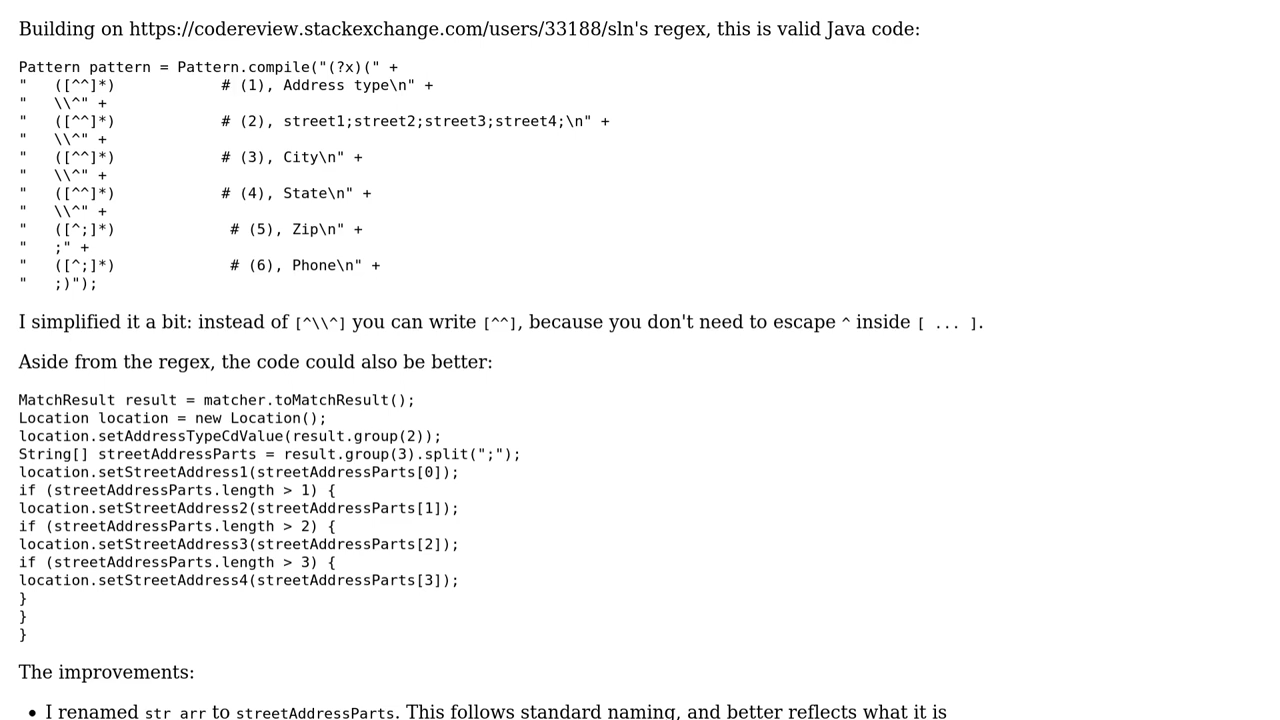 Building on https://codereview.stackexchange.com/users/33188/sln's regex, this is valid Java code:
Pattern pattern = Pattern.compile("(?x)(" +
"   ([^^]*)            # (1), Address type\n" +
"   \\^" +
"   ([^^]*)            # (2), street1;street2;street3;street4;\n" +
"   \\^" +
"   ([^^]*)            # (3), City\n" +
"   \\^" +
"   ([^^]*)            # (4), State\n" +
"   \\^" +
"   ([^;]*)             # (5), Zip\n" +
"   ;" +
"   ([^;]*)             # (6), Phone\n" +
"   ;)");
I simplified it a bit: instead of [^\\^] you can write [^^], because you don't need to escape ^ inside [ ... ].
Aside from the regex, the code could also be better:
MatchResult result = matcher.toMatchResult();
Location location = new Location();
location.setAddressTypeCdValue(result.group(2));
String[] streetAddressParts = result.group(3).split(";");
location.setStreetAddress1(streetAddressParts[0]);
if (streetAddressParts.length > 1) {
location.setStreetAddress2(streetAddressParts[1]);
if (streetAddressParts.length > 2) {
location.setStreetAddress3(streetAddressParts[2]);
if (streetAddressParts.length > 3) {
location.setStreetAddress4(streetAddressParts[3]);
}
}
}
The improvements:
• I renamed str_arr to streetAddressParts. This follows standard naming, and better reflects what it is